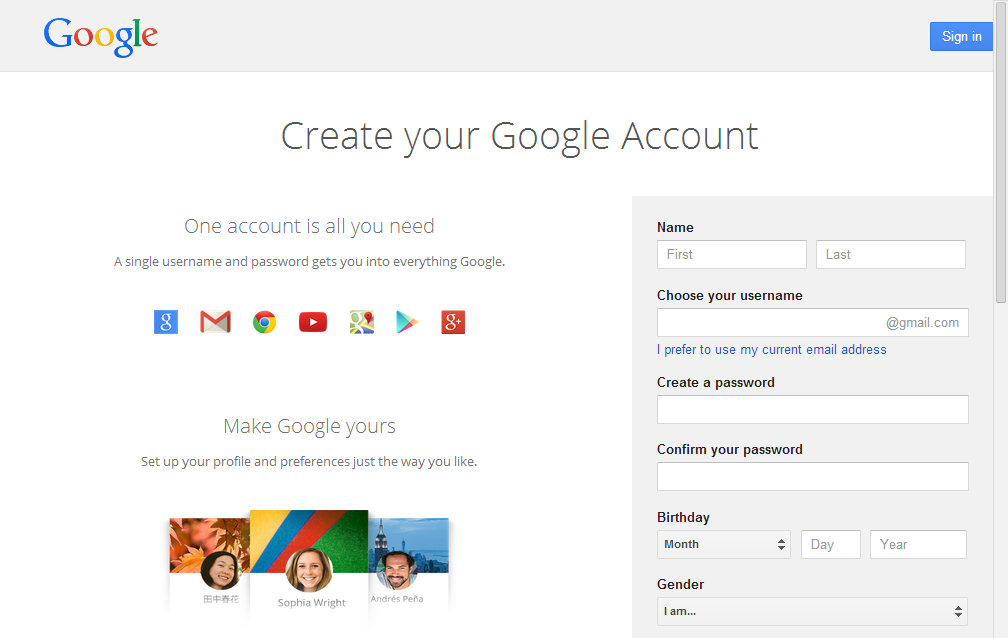 Google
Sign in
Create your Google Account
One account is all you need
A single username and password gets you into everything Google.
g g+
Make Google yours
Set up your profile and preferences just the way you like.
田中春花
Sophia Wright
Andrés Peña
Name
First Last
Choose your username
@gmail.com
I prefer to use my current email address
Create a password
Confirm your password
Birthday
Month Day Year
Gender
I am...